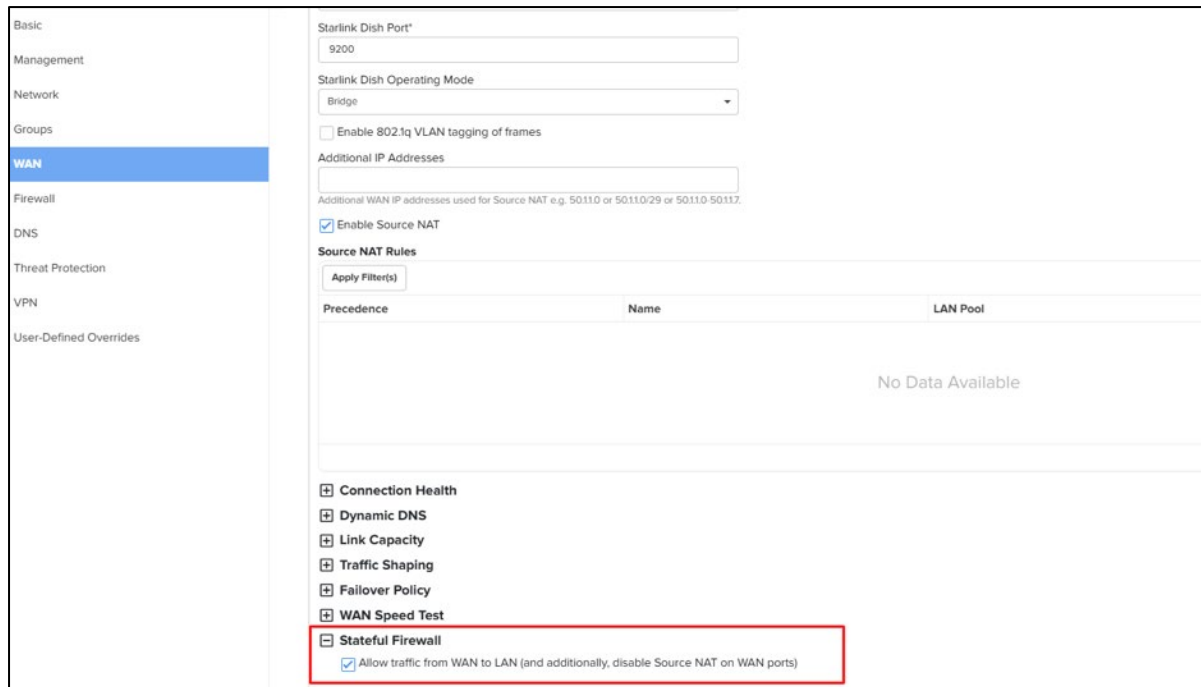 Basic
Management
Network
Groups
WAN
Firewall
DNS
Threat Protection
VPN
User-Defined Overrides
Starlink Dish Port*
9200
Starlink Dish Operating Mode
Bridge
Enable 802.1q VLAN tagging of frames
Additional IP Addresses
Additional WAN IP addresses used for Source NAT e.g. 50.1.1.0 or 50.1.1.0/29 or 50.1.1.0-50.1.1.7.
Enable Source NAT
Source NAT Rules
Apply Filter(s)
Precedence Name LAN Pool
No Data Available
Connection Health
Dynamic DNS
Link Capacity
Traffic Shaping
Failover Policy
WAN Speed Test
Stateful Firewall
Allow traffic from WAN to LAN (and additionally, disable Source NAT on WAN ports)